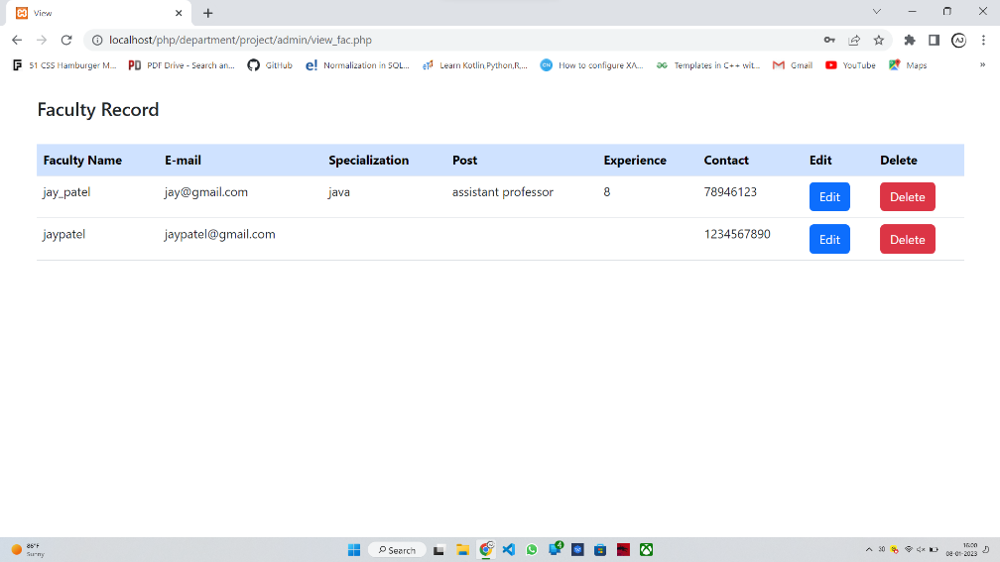 View
localhost/php/department/project/admin/view_fac.php
51 CSS Hamburger M... PDF Drive - Search an... GitHub Normalization in SQL... Learn Kotlin,Python,R,... How to configure XA... Templates in C++ wit... Gmail YouTube Maps »
Faculty Record
Faculty Name E-mail Specialization Post Experience Contact Edit Delete
jay_patel jay@gmail.com java assistant professor 8 78946123 Edit Delete
jaypatel jaypatel@gmail.com 1234567890 Edit Delete
86°F
Sunny
Search
4
30
16:00
08-01-2023